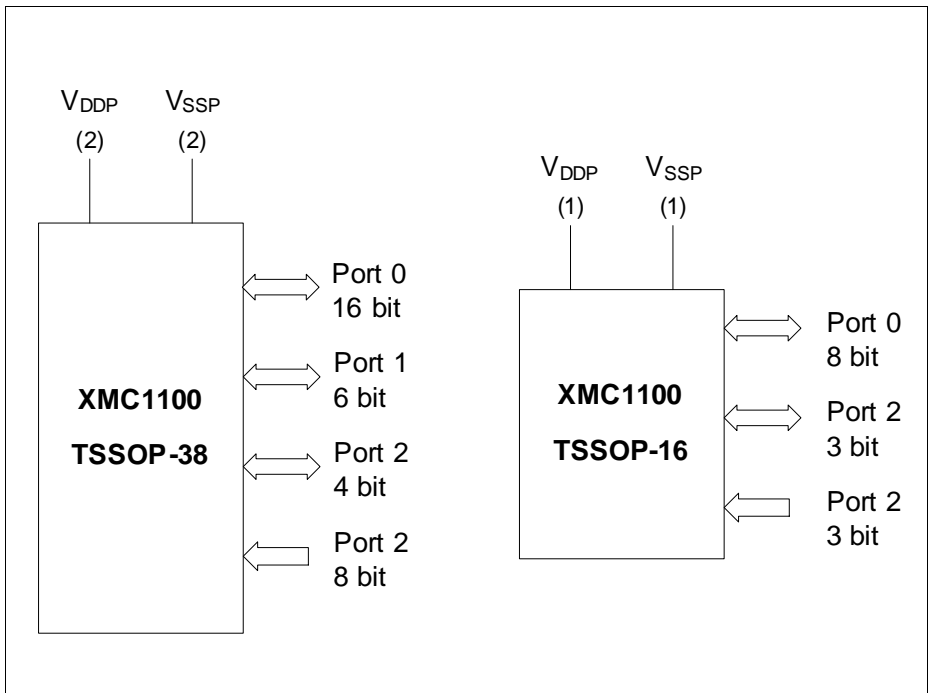 VDDP
(2)
VSSP
(2)
Port 0
16 bit
Port 1
6 bit
Port 2
4 bit
Port 2
8 bit
XMC1100
TSSOP-38
VDDP
(1)
VSSP
(1)
Port 0
8 bit
Port 2
3 bit
Port 2
3 bit
XMC1100
TSSOP-16